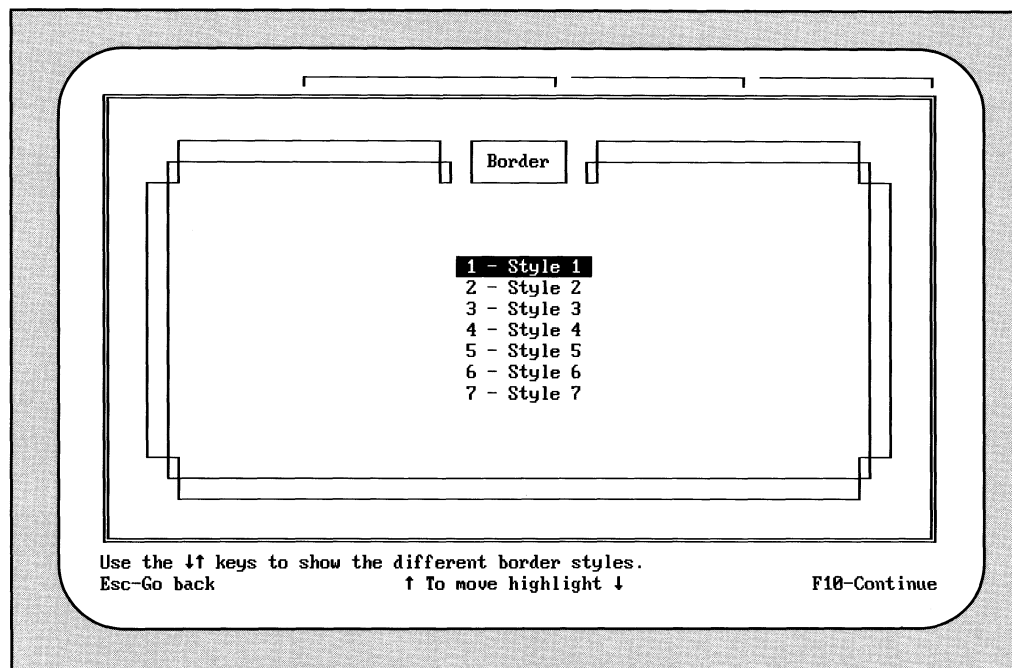 Border
1 - Style 1
2 - Style 2
3 - Style 3
4 - Style 4
5 - Style 5
6 - Style 6
7 - Style 7
Use the ↓↑ keys to show the different border styles.
Esc-Go back ↑ To move highlight ↓ F10-Continue